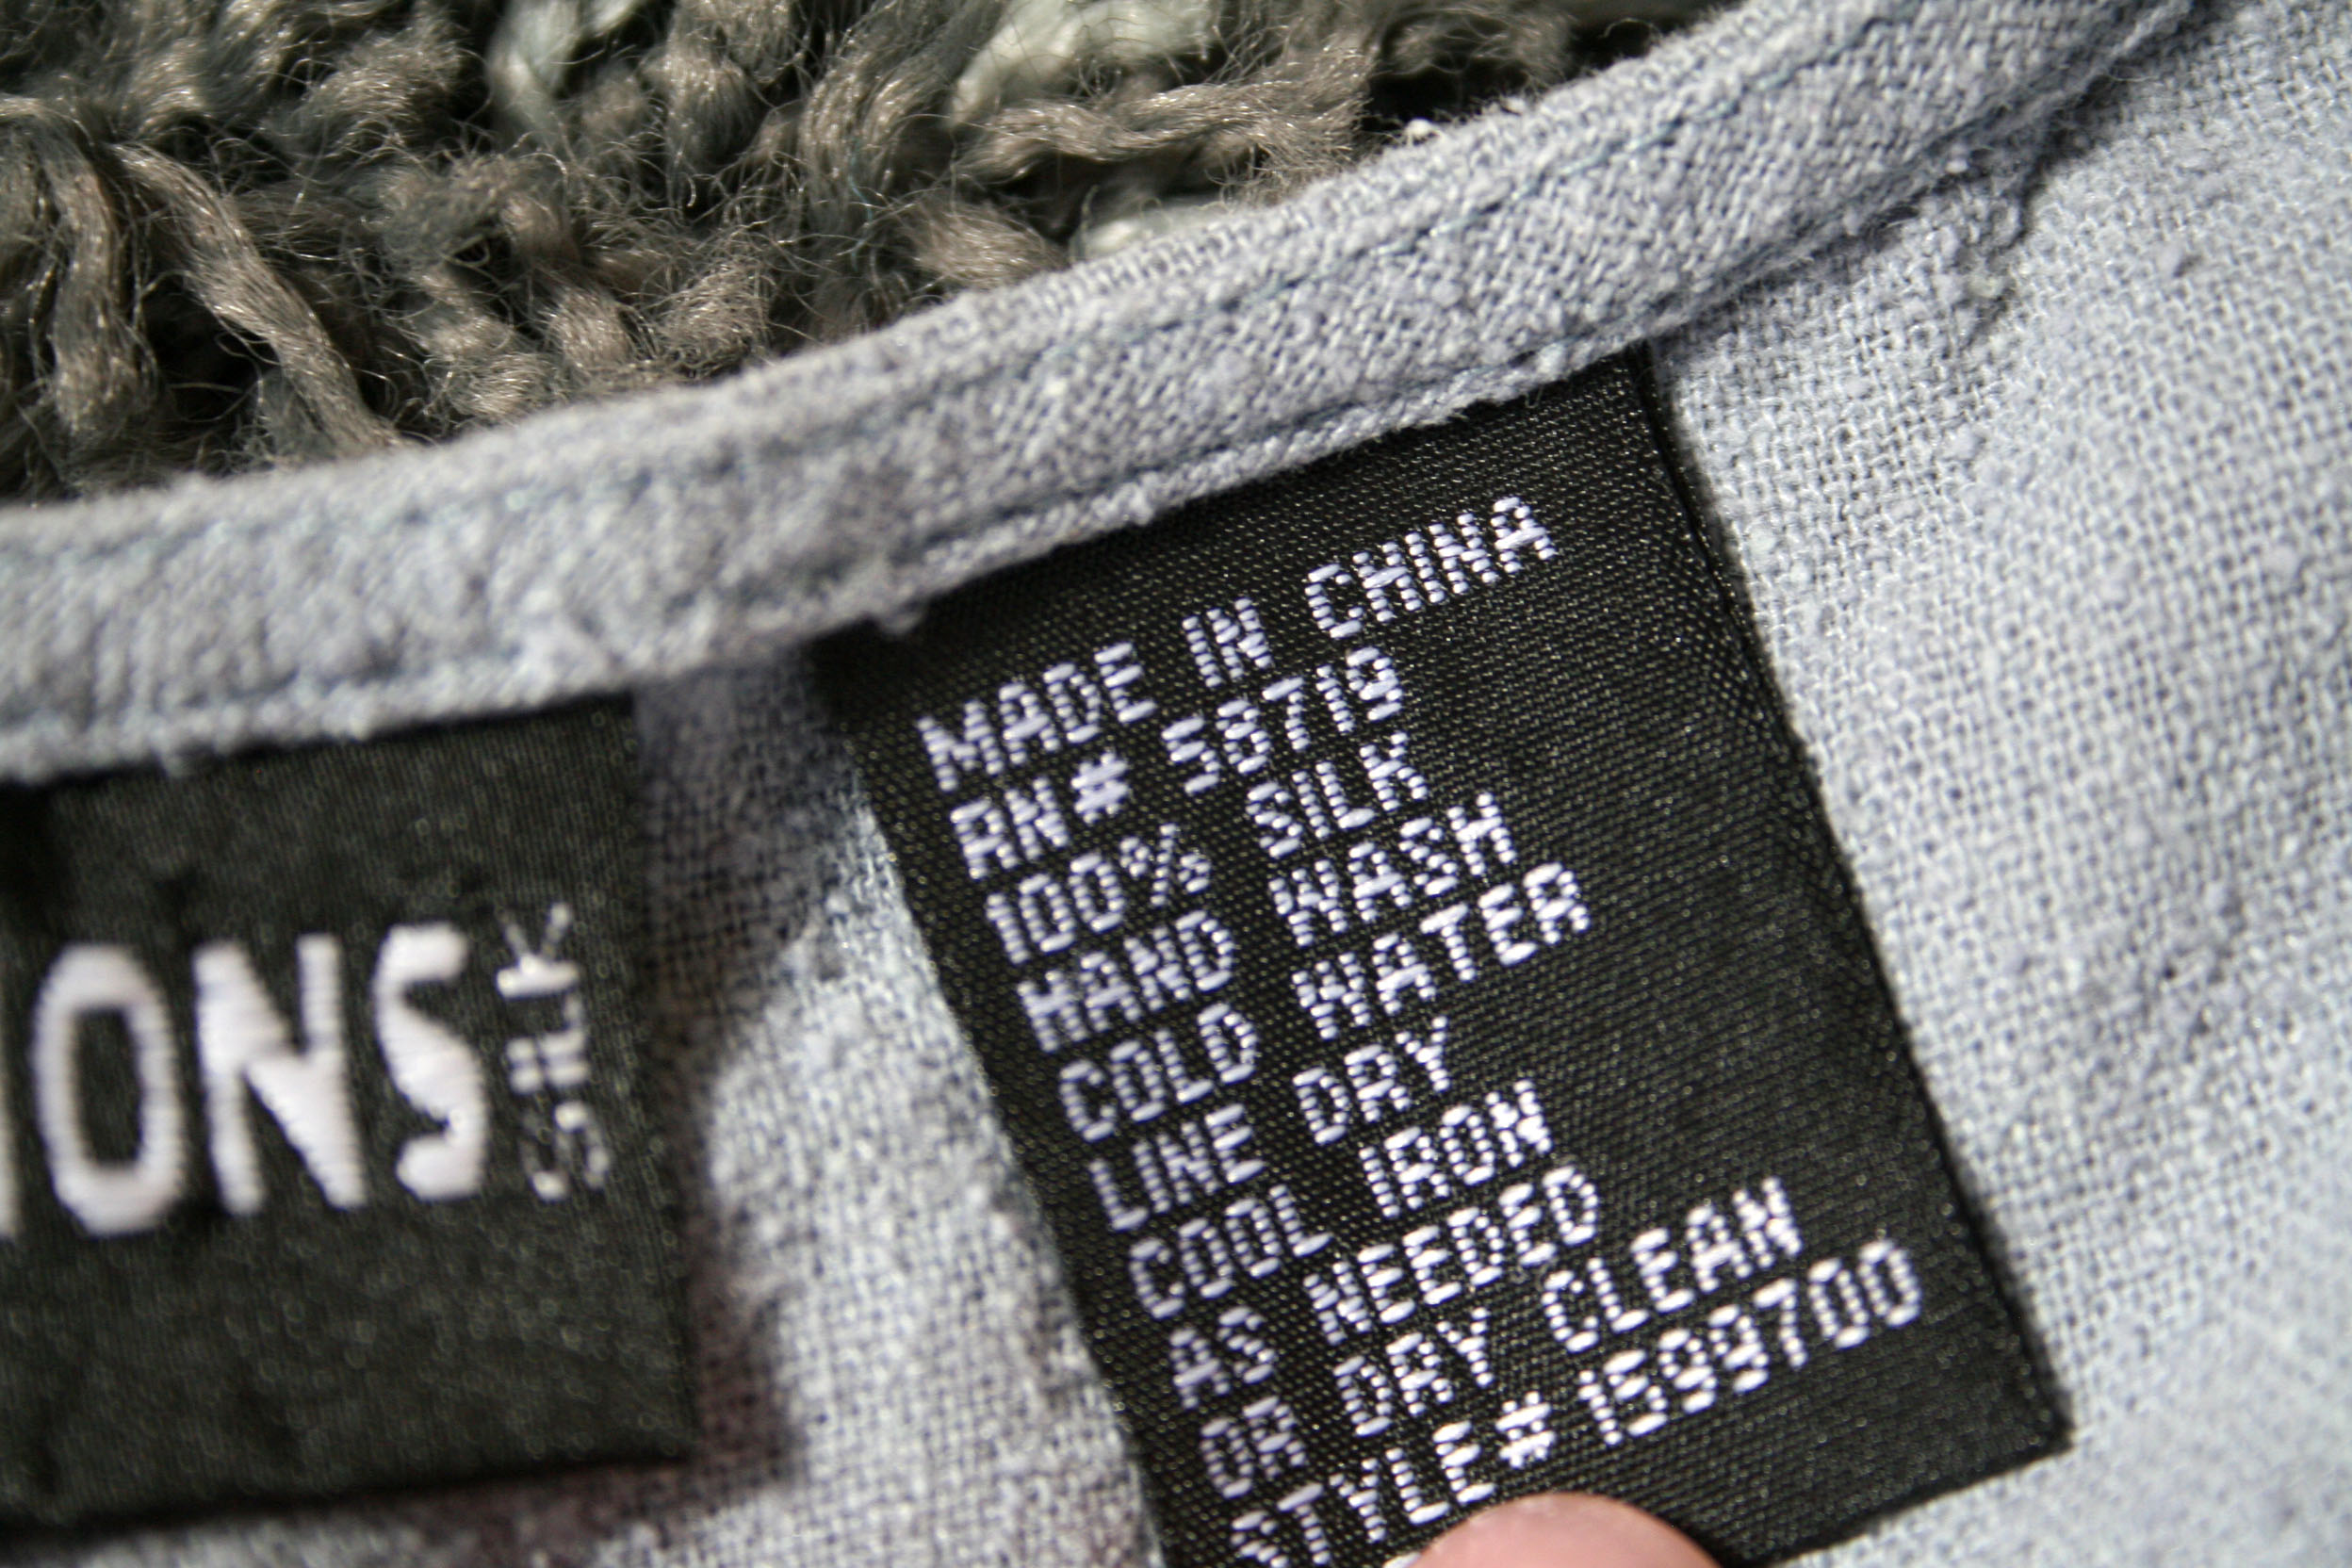 MADE IN CHINA
RN# 58719
100% SILK
HAND WASH
COLD WATER
LINE DRY
COOL IRON
AS NEEDED
OR DRY CLEAN
STYLE# 1599700
IONS
SILK